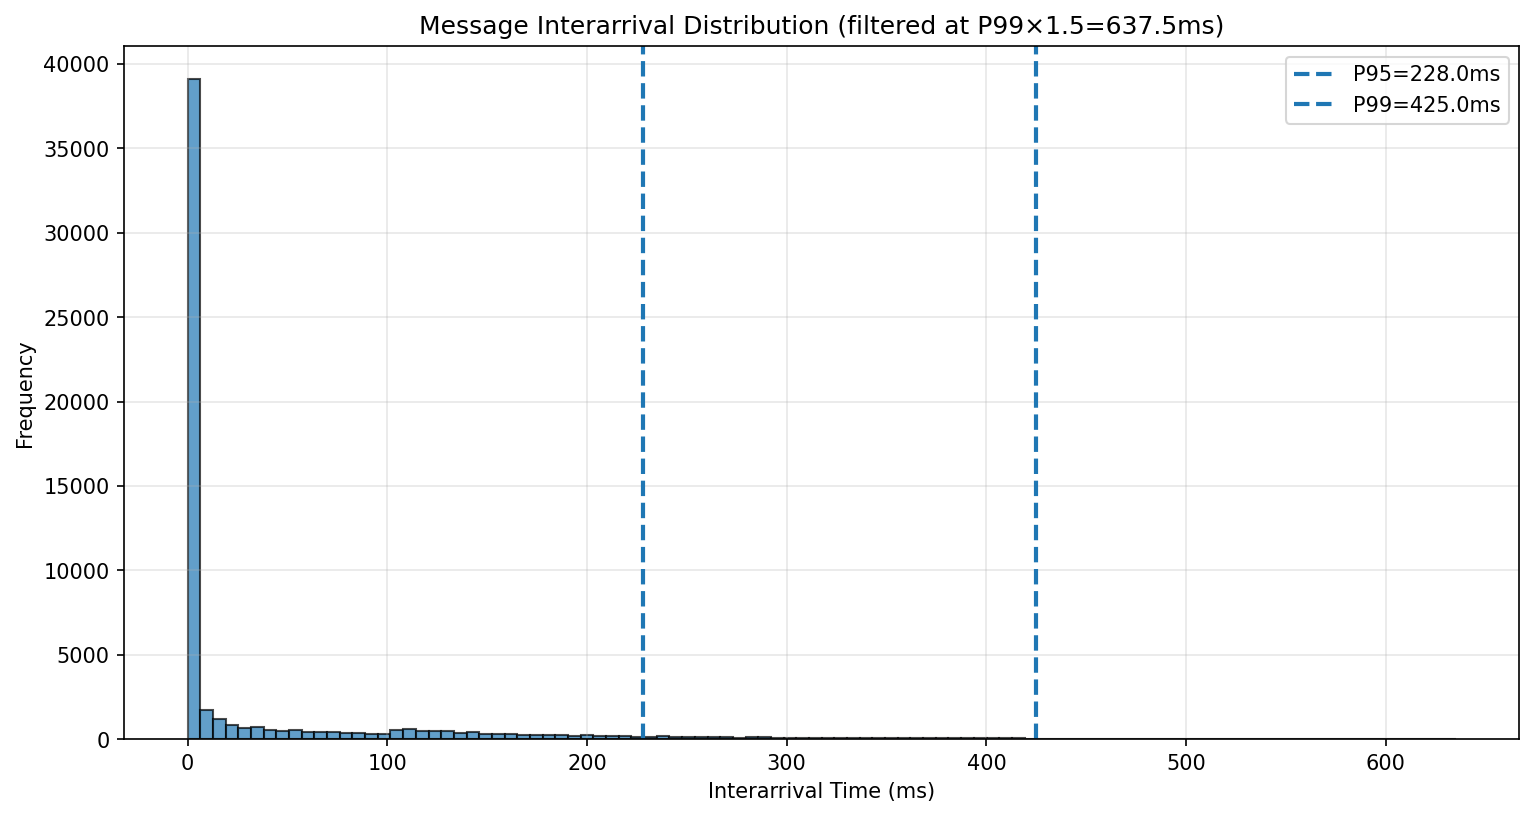 Message Interarrival Distribution (filtered at P99×1.5=637.5ms)
P95=228.0ms
P99=425.0ms
40000
35000
30000
25000
20000
15000
10000
5000
0
Frequency
0 100 200 300 400 500 600
Interarrival Time (ms)